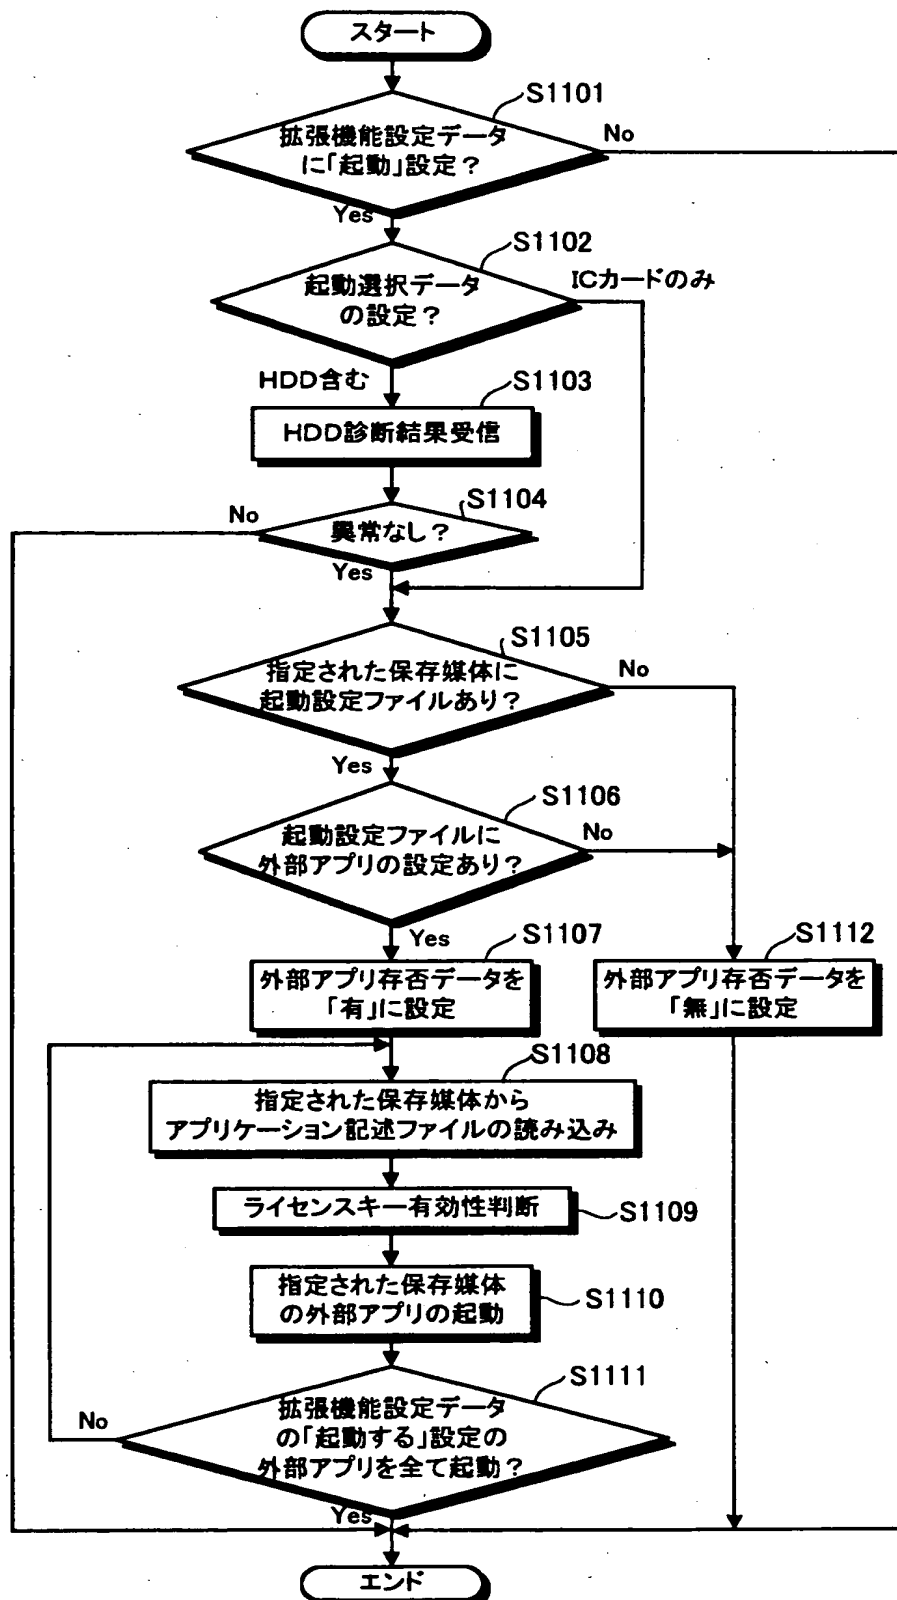 スタート
S1101
拡張機能設定データ
に「起動」設定？
No
Yes
S1102
起動選択データ
の設定？
ICカードのみ
HDD含む
S1103
HDD診断結果受信
S1104
異常なし？
No
Yes
S1105
指定された保存媒体に
起動設定ファイルあり？
No
Yes
S1106
起動設定ファイルに
外部アプリの設定あり？
No
Yes
S1107
外部アプリ存否データを
「有」に設定
S1112
外部アプリ存否データを
「無」に設定
S1108
指定された保存媒体から
アプリケーション記述ファイルの読み込み
ライセンスキー有効性判断
S1109
指定された保存媒体
の外部アプリの起動
S1110
S1111
拡張機能設定データ
の「起動する」設定の
外部アプリを全て起動？
No
Yes
エンド